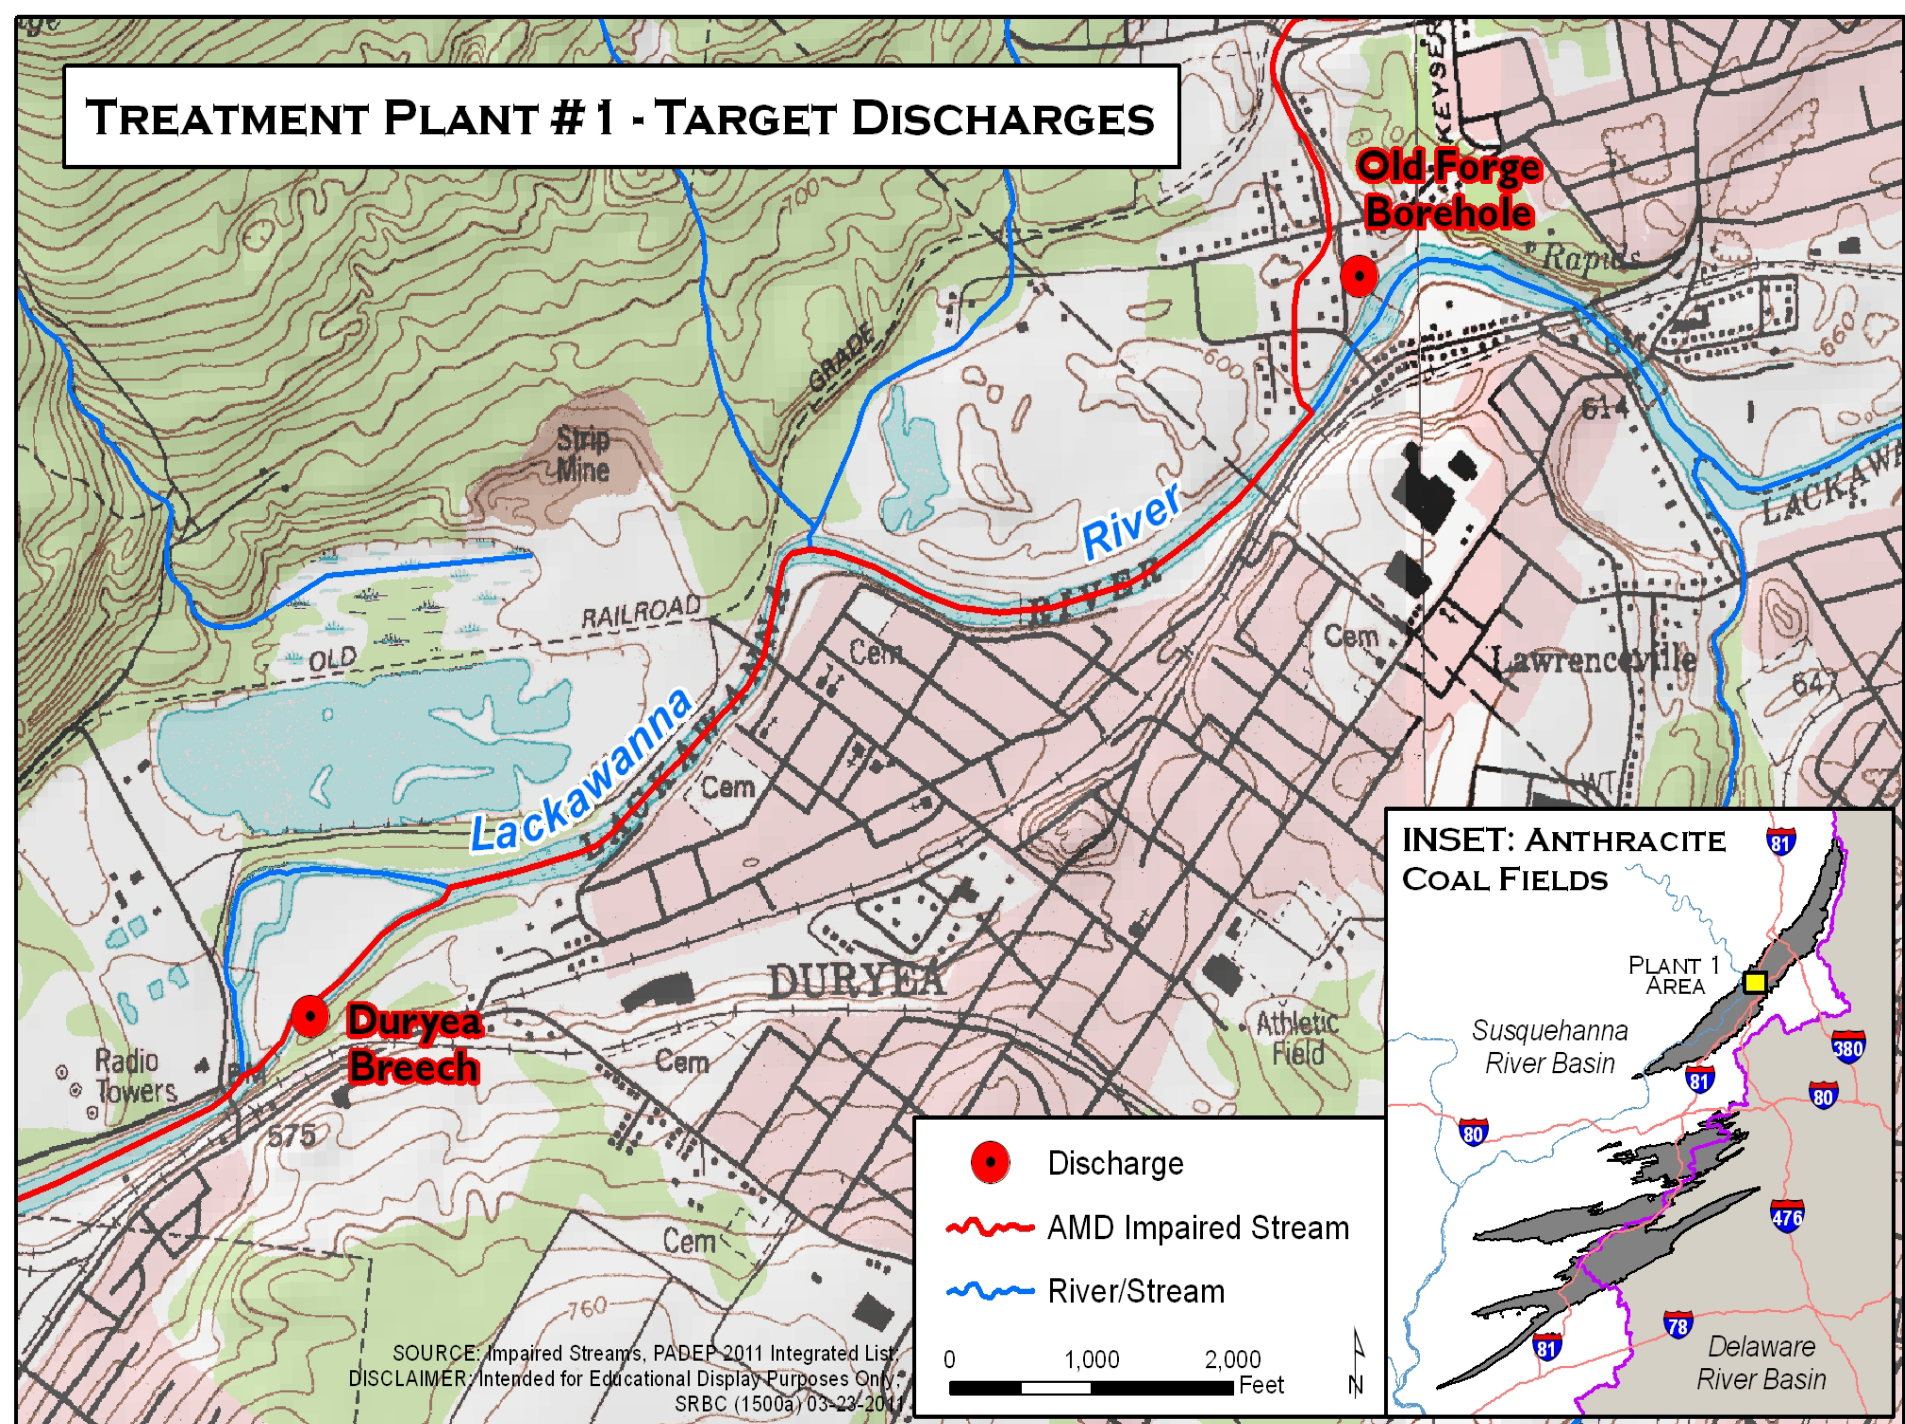 TREATMENT PLANT #1 - TARGET DISCHARGES
KEYSER
Old Forge
Borehole
Rapids
700
GRADE
600
660
614
Strip
Mine
LACKAWA
River
RIVER
RAILROAD
OLD
Cem
Cem
Lawrenceville
647
Lackawanna
LACKAWANNA
Cem
WT
DURYEA
Duryea
Breech
Athletic
Field
Cem
Radio
Towers
BM
575
Cem
760
INSET: ANTHRACITE
COAL FIELDS
81
PLANT 1
AREA
Susquehanna
River Basin
380
81
80
80
476
78
81
Delaware
River Basin
Discharge
AMD Impaired Stream
River/Stream
0 1,000 2,000
Feet
N
SOURCE: Impaired Streams, PADEP 2011 Integrated List;
DISCLAIMER: Intended for Educational Display Purposes Only;
SRBC (1500a) 03-23-2011